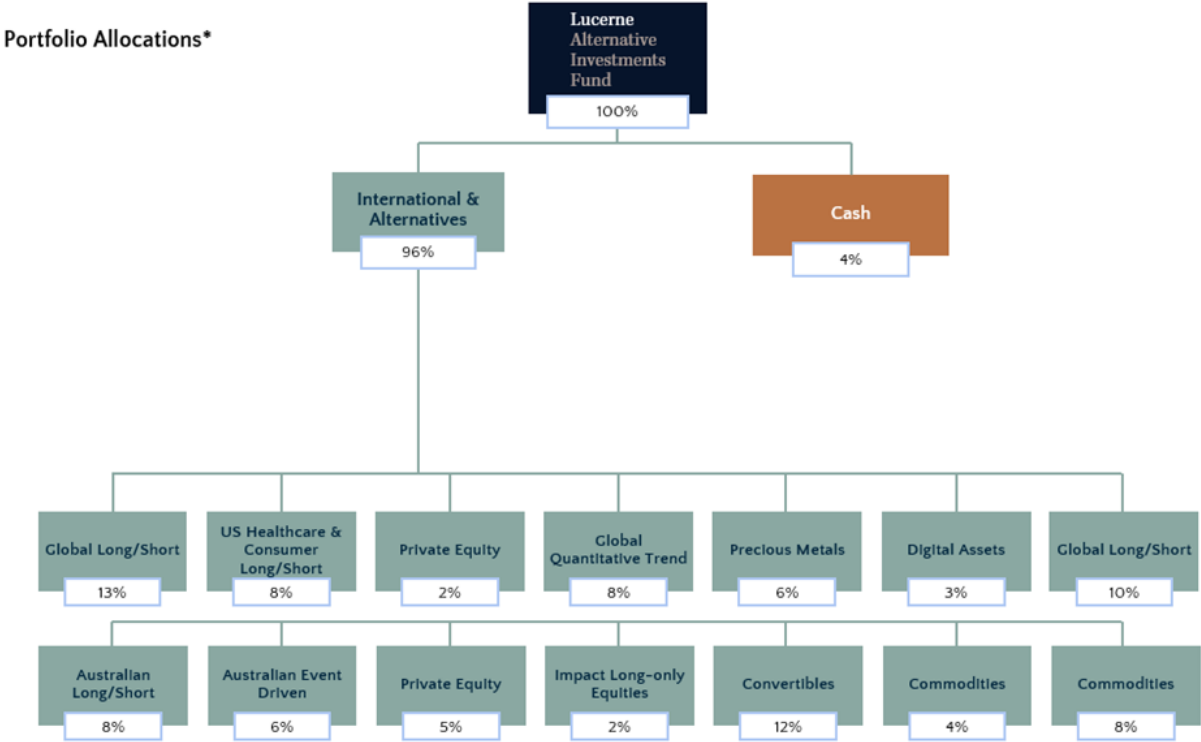 Portfolio Allocations*
Lucerne
Alternative
Investments
Fund
100%
International &
Alternatives
96%
Cash
4%
Global Long/Short
13%
US Healthcare &
Consumer
Long/Short
8%
Private Equity
2%
Global
Quantitative Trend
8%
Precious Metals
6%
Digital Assets
3%
Global Long/Short
10%
Australian
Long/Short
8%
Australian Event
Driven
6%
Private Equity
5%
Impact Long-only
Equities
2%
Convertibles
12%
Commodities
4%
Commodities
8%